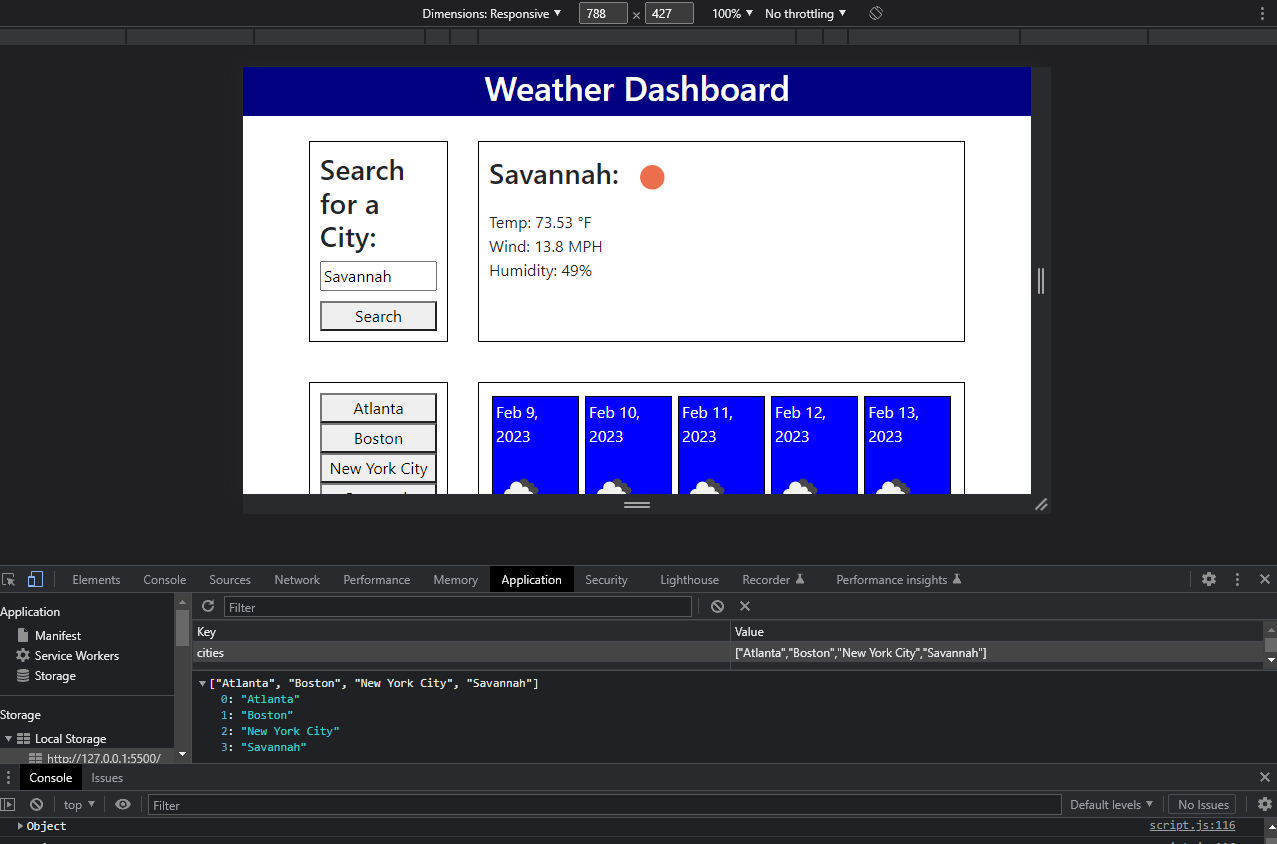 Dimensions: Responsive ▼ 788 × 427 100% ▼ No throttling ▼
Weather Dashboard
Search
for a
City:
Savannah
Search
Savannah:
Temp: 73.53 °F
Wind: 13.8 MPH
Humidity: 49%
Atlanta
Boston
New York City
Feb 9,
2023
Feb 10,
2023
Feb 11,
2023
Feb 12,
2023
Feb 13,
2023
Elements Console Sources Network Performance Memory Application Security Lighthouse Recorder Performance insights
Application
Manifest
Service Workers
Storage
Storage
Local Storage
http://127.0.0.1:5500/
Filter
Key Value
cities ["Atlanta","Boston","New York City","Savannah"]
["Atlanta", "Boston", "New York City", "Savannah"]
0: "Atlanta"
1: "Boston"
2: "New York City"
3: "Savannah"
Console Issues
top ▼ Filter Default levels ▼ No Issues
Object script.js:116